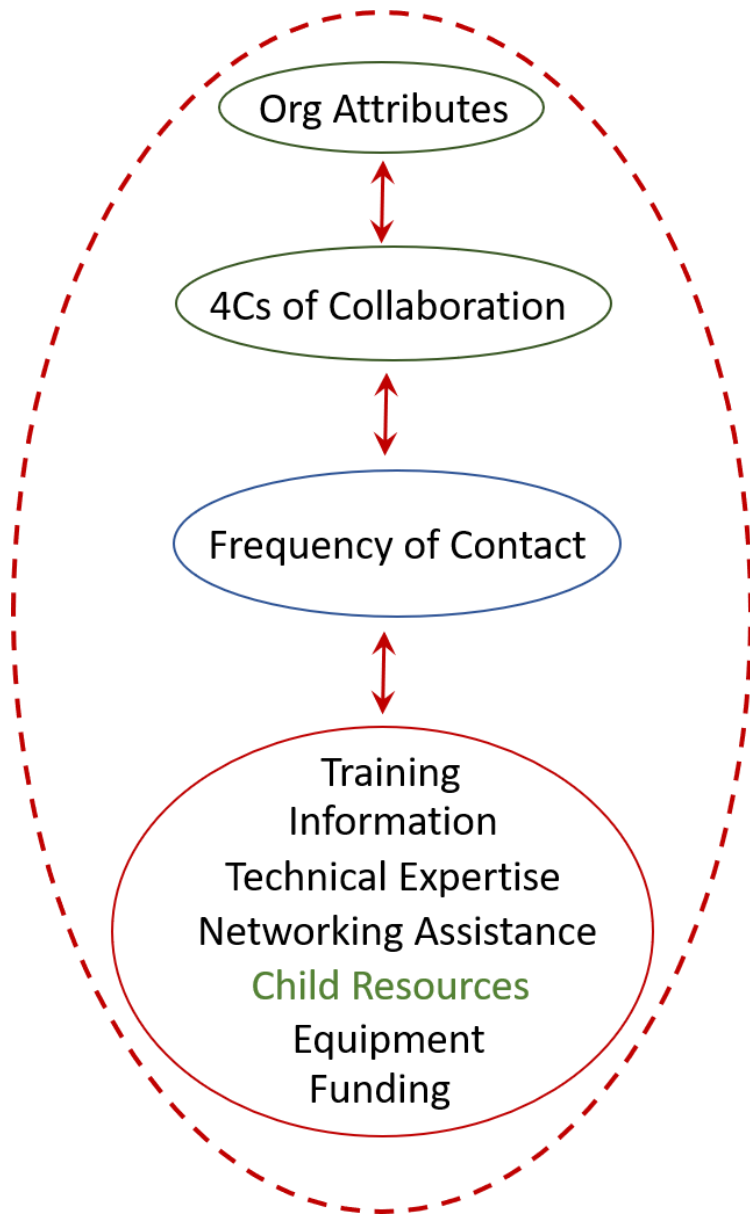 Org Attributes
4Cs of Collaboration
Frequency of Contact
Training
Information
Technical Expertise
Networking Assistance
Child Resources
Equipment
Funding